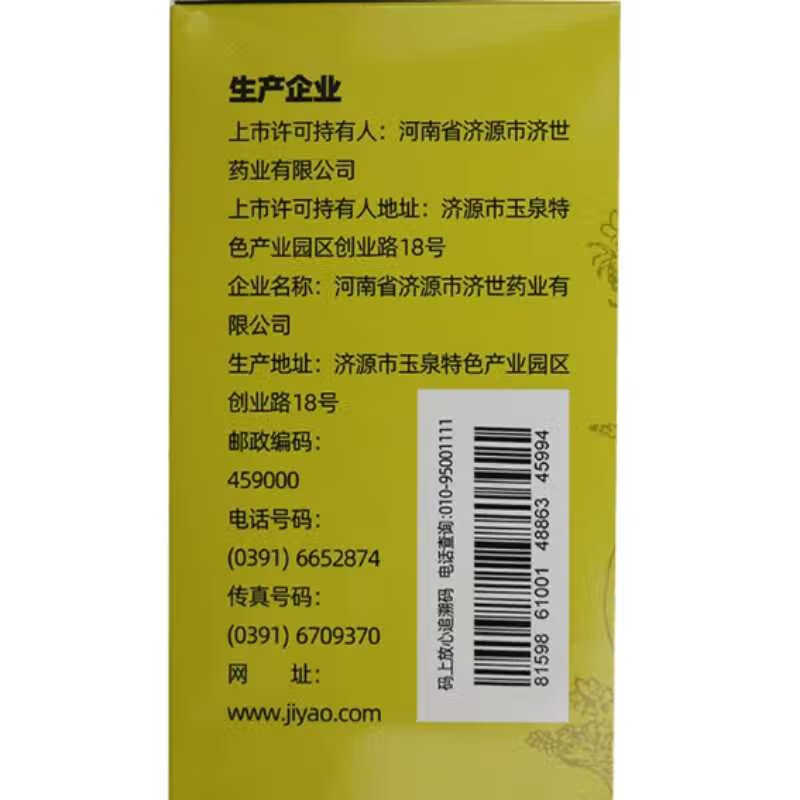 生产企业
上市许可持有人：河南省济源市济世
药业有限公司
上市许可持有人地址：济源市玉泉特
色产业园区创业路18号
企业名称：河南省济源市济世药业有
限公司
生产地址：济源市玉泉特色产业园区
创业路18号
邮政编码：
459000
电话号码：
(0391) 6652874
传真号码：
(0391) 6709370
网　　址：
www.jiyao.com
码上放心追溯码 电话查询:010-95001111
81598 61001 48863 45994